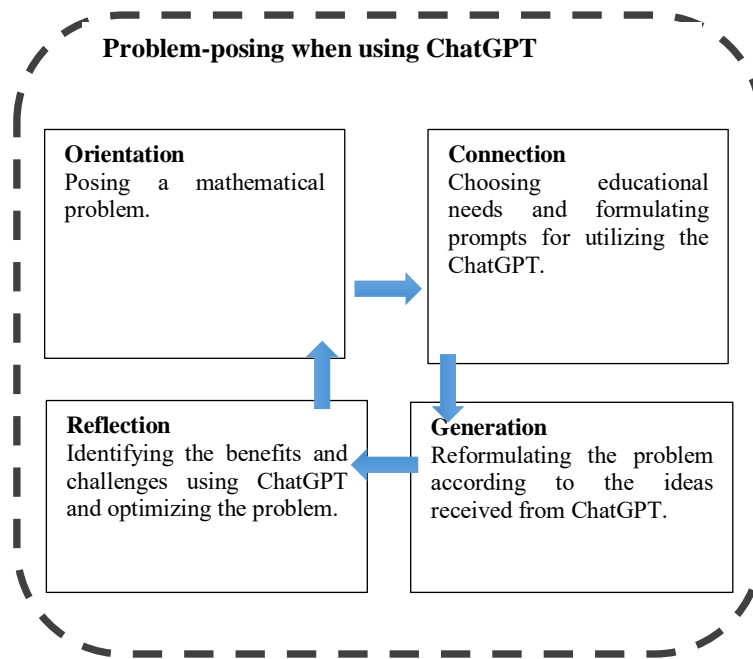 Problem-posing when using ChatGPT
Orientation
Posing a mathematical
problem.
Connection
Choosing educational
needs and formulating
prompts for utilizing the
ChatGPT.
Reflection
Identifying the benefits and
challenges using ChatGPT
and optimizing the problem.
Generation
Reformulating the problem
according to the ideas
received from ChatGPT.